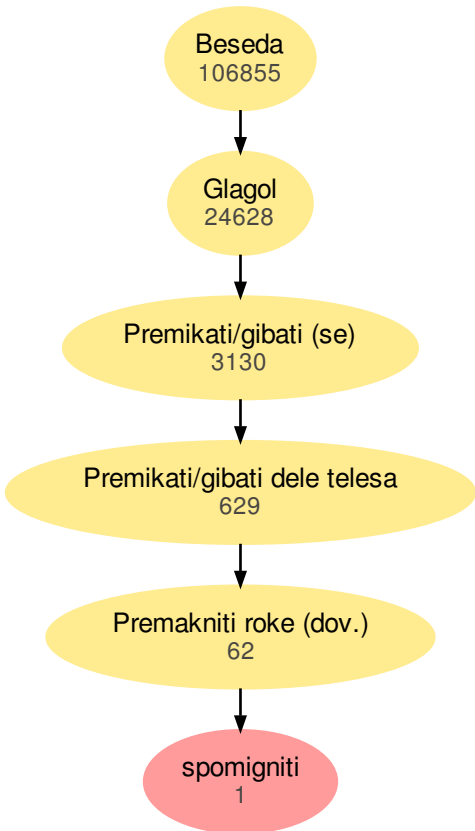 Beseda
106855
Glagol
24628
Premikati/gibati (se)
3130
Premikati/gibati dele telesa
629
Premakniti roke (dov.)
62
spomigniti
1